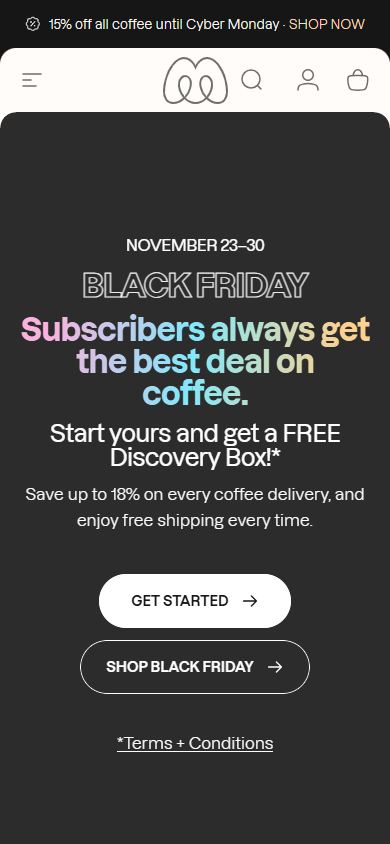 15% off all coffee until Cyber Monday · SHOP NOW
NOVEMBER 23–30
BLACK FRIDAY
Subscribers always get
the best deal on
coffee.
Start yours and get a FREE
Discovery Box!*
Save up to 18% on every coffee delivery, and
enjoy free shipping every time.
GET STARTED
SHOP BLACK FRIDAY
*Terms + Conditions